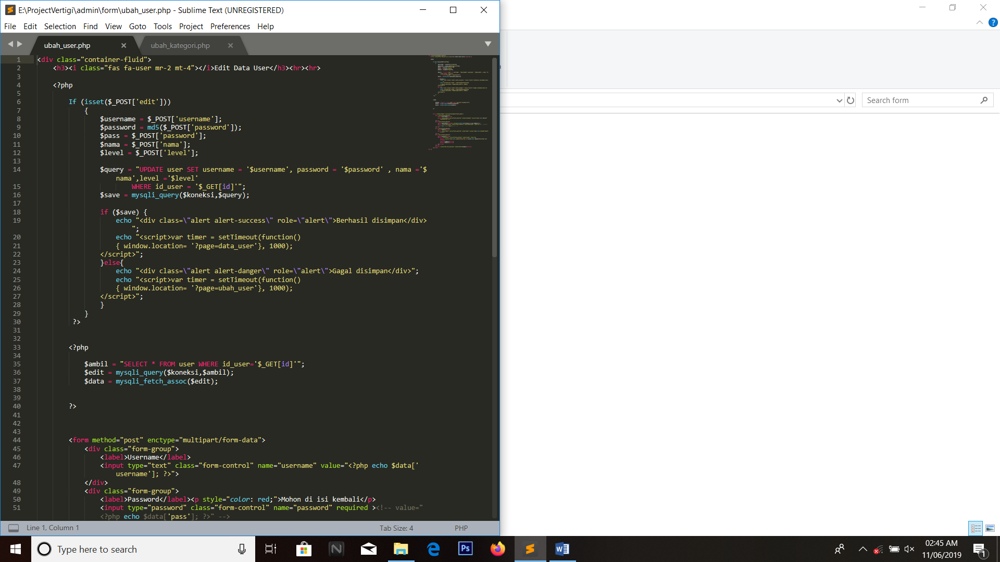 E:\ProjectVertigi\admin\form\ubah_user.php - Sublime Text (UNREGISTERED)
File Edit Selection Find View Goto Tools Project Preferences Help
ubah_user.php ubah_kategori.php
1 <div class="container-fluid">
2 <h3><i class="fas fa-user mr-2 mt-4"></i>Edit Data User</h3><hr><hr>
3
4 <?php
5
6 If (isset($_POST['edit']))
7 {
8 $username = $_POST['username'];
9 $password = md5($_POST['password']);
10 $pass = $_POST['password'];
11 $nama = $_POST['nama'];
12 $level = $_POST['level'];
13
14 $query = "UPDATE user SET username = '$username', password = '$password' , nama ='$
nama',level ='$level'
15 WHERE id_user = '$_GET[id]'";
16 $save = mysqli_query($koneksi,$query);
17
18 if ($save) {
19 echo "<div class=\"alert alert-success\" role=\"alert\">Berhasil disimpan</div>
";
20 echo "<script>var timer = setTimeout(function()
21 { window.location= '?page=data_user'}, 1000);
22 </script>";
23 }else{
24 echo "<div class=\"alert alert-danger\" role=\"alert\">Gagal disimpan</div>";
25 echo "<script>var timer = setTimeout(function()
26 { window.location= '?page=ubah_user'}, 1000);
27 </script>";
28 }
29 }
30 ?>
31
32
33 <?php
34
35 $ambil = "SELECT * FROM user WHERE id_user='$_GET[id]'";
36 $edit = mysqli_query($koneksi,$ambil);
37 $data = mysqli_fetch_assoc($edit);
38
39
40 ?>
41
42
43
44 <form method="post" enctype="multipart/form-data">
45 <div class="form-group">
46 <label>Username</label>
47 <input type="text" class="form-control" name="username" value="<?php echo $data['
username']; ?>">
48 </div>
49 <div class="form-group">
50 <label>Password</label><p style="color: red;">Mohon di isi kembali</p>
51 <input type="password" class="form-control" name="password" required ><!-- value="
<?php echo $data['pass']; ?>" -->
Line 1, Column 1 Tab Size: 4 PHP
Search form
Type here to search
02:45 AM
11/06/2019
1